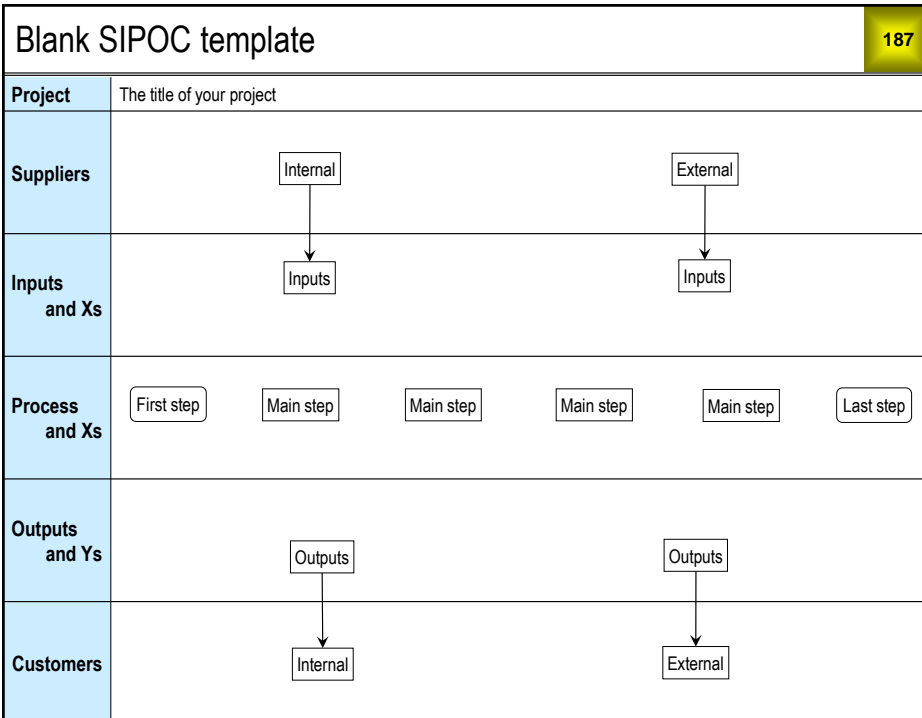 Blank SIPOC template
187
Project
The title of your project
Suppliers
Internal
External
Inputs
and Xs
Inputs
Inputs
Process
and Xs
First step
Main step
Main step
Main step
Main step
Last step
Outputs
and Ys
Outputs
Outputs
Customers
Internal
External